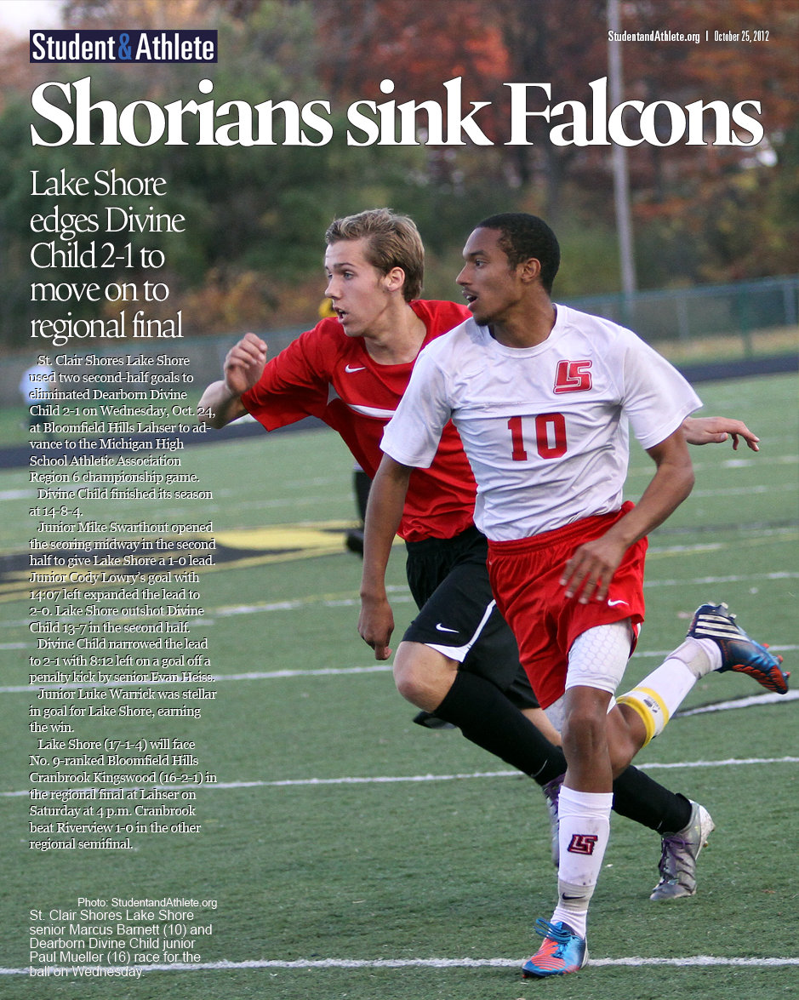 Student&Athlete
StudentandAthlete.org | October 25, 2012
Shorians sink Falcons
Lake Shore
edges Divine
Child 2-1 to
move on to
regional final
St. Clair Shores Lake Shore
used two second-half goals to
eliminated Dearborn Divine
Child 2-1 on Wednesday, Oct. 24,
at Bloomfield Hills Lahser to ad-
vance to the Michigan High
School Athletic Association
Region 6 championship game.
Divine Child finished its season
at 14-8-4.
Junior Mike Swarthout opened
the scoring midway in the second
half to give Lake Shore a 1-0 lead.
Junior Cody Lowry's goal with
14:07 left expanded the lead to
2-0. Lake Shore outshot Divine
Child 13-7 in the second half.
Divine Child narrowed the lead
to 2-1 with 8:12 left on a goal off a
penalty kick by senior Evan Heiss.
Junior Luke Warrick was stellar
in goal for Lake Shore, earning
the win.
Lake Shore (17-1-4) will face
No. 9-ranked Bloomfield Hills
Cranbrook Kingswood (16-2-1) in
the regional final at Lahser on
Saturday at 4 p.m. Cranbrook
beat Riverview 1-0 in the other
regional semifinal.
Photo: StudentandAthlete.org
St. Clair Shores Lake Shore
senior Marcus Barnett (10) and
Dearborn Divine Child junior
Paul Mueller (16) race for the
ball on Wednesday.
LS
10
LS